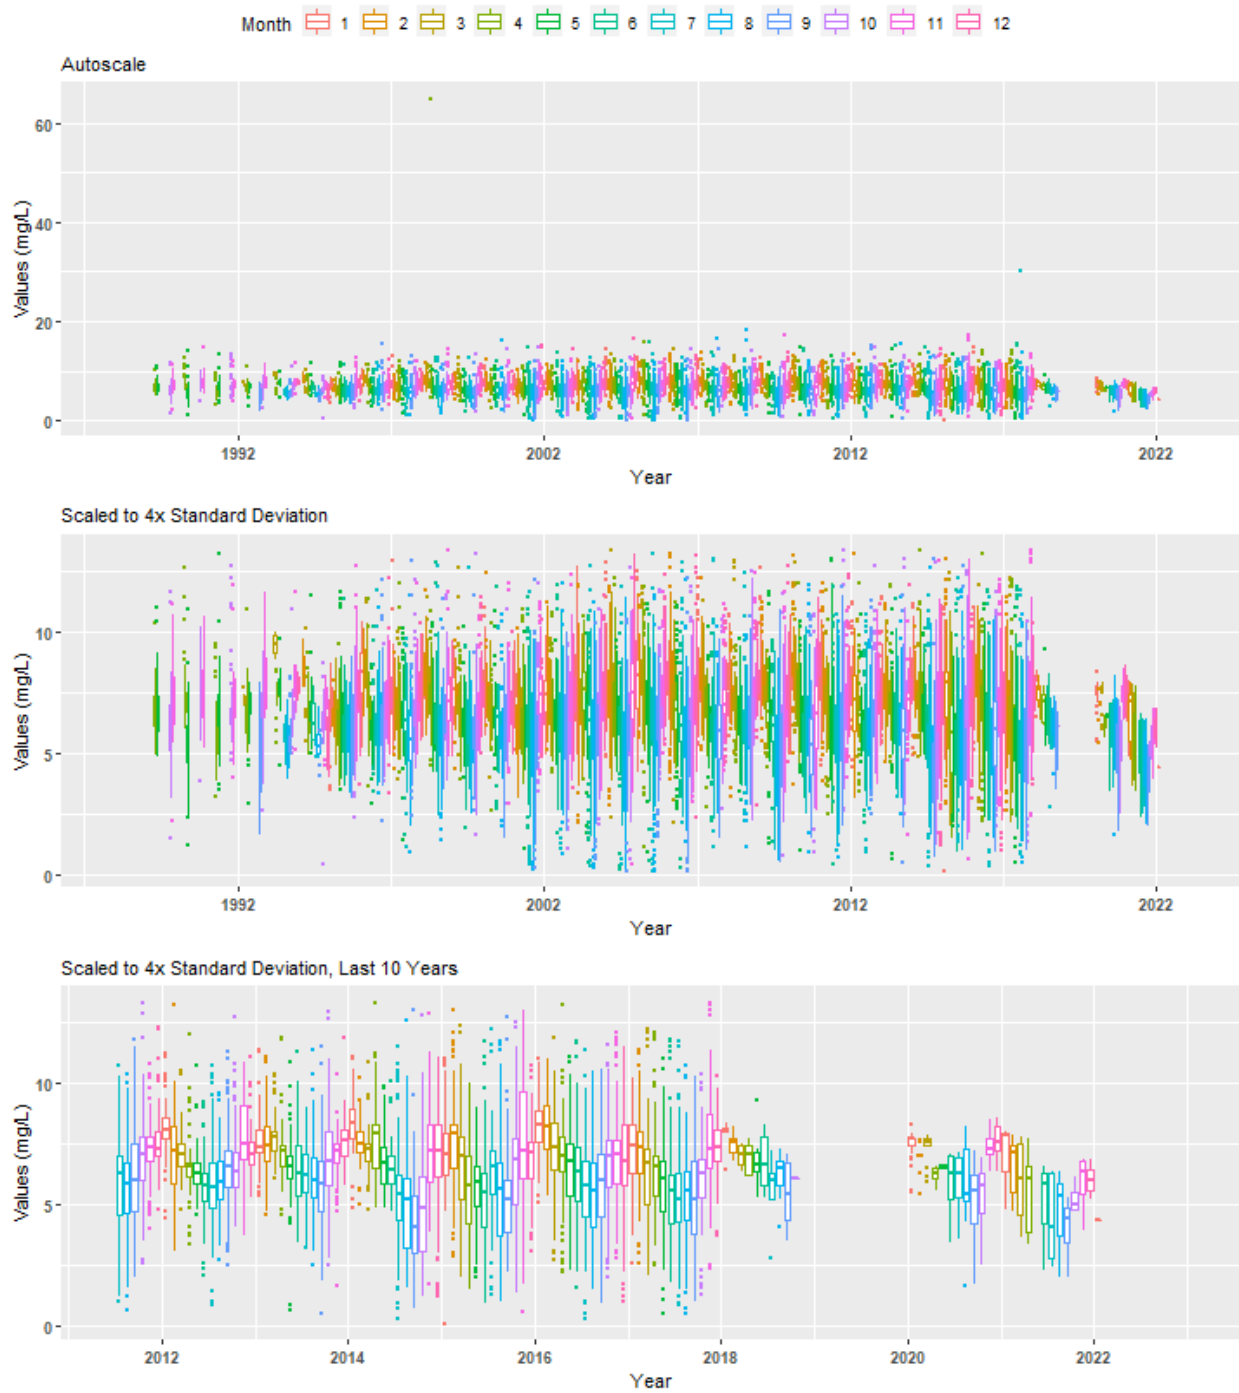 Month 1 2 3 4 5 6 7 8 9 10 11 12
Autoscale
Values (mg/L)
60
40
20
0
1992 2002 2012 2022
Year
Scaled to 4x Standard Deviation
Values (mg/L)
10
5
0
1992 2002 2012 2022
Year
Scaled to 4x Standard Deviation, Last 10 Years
Values (mg/L)
10
5
0
2012 2014 2016 2018 2020 2022
Year